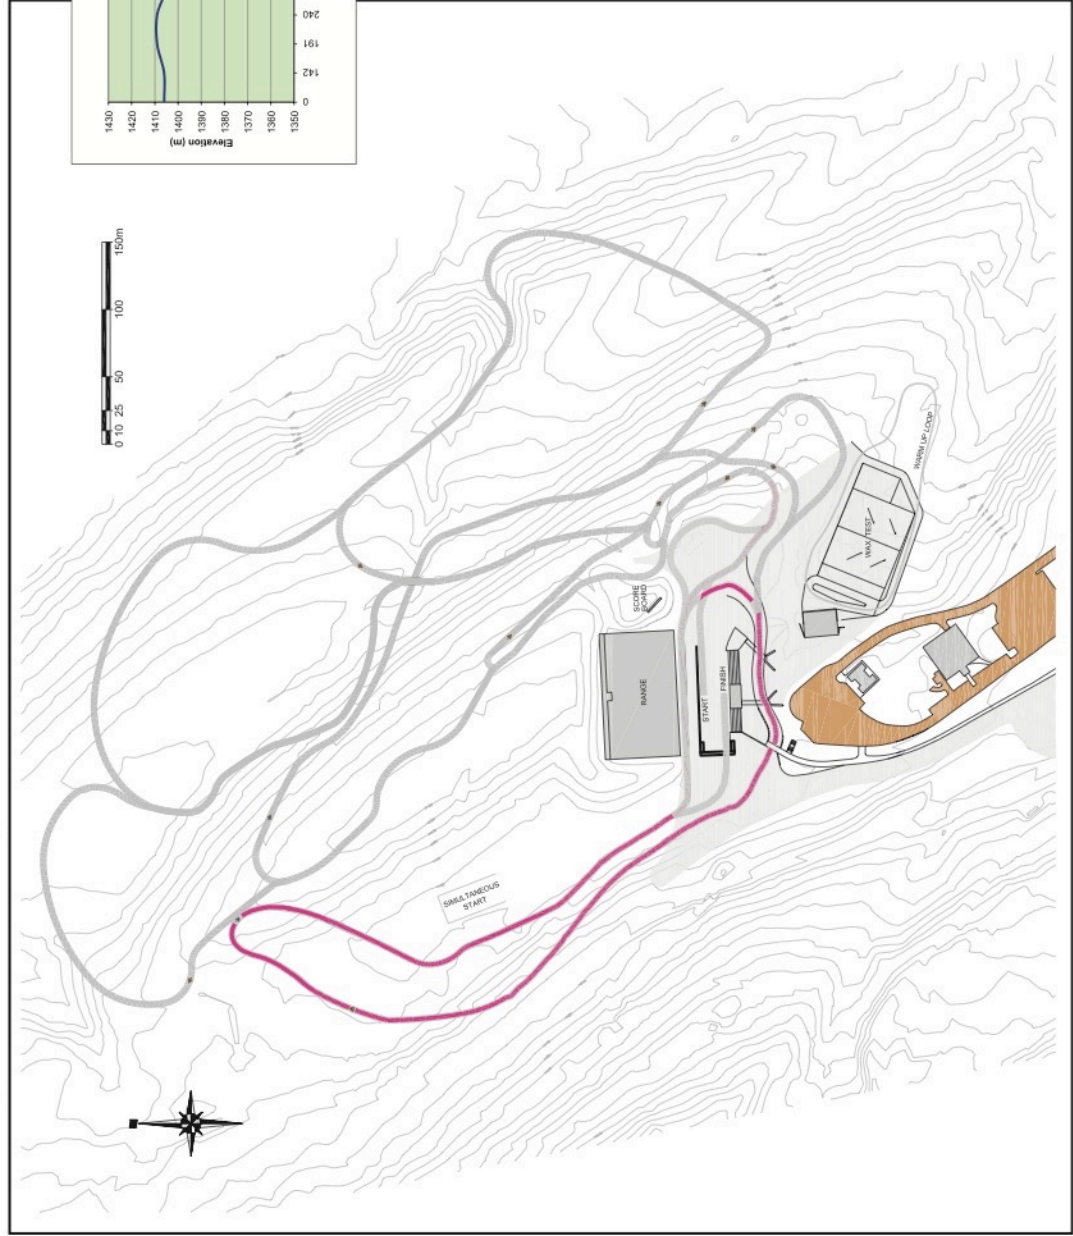 1430
1420
1410
1400
1390
1380
1370
1360
1350
Elevation (m)
0
142
191
240
0 10 25 50 100 150m
WARM UP LOOP
WAX TEST
SCORE
BOARD
RANGE
START
FINISH
SIMULTANEOUS
START